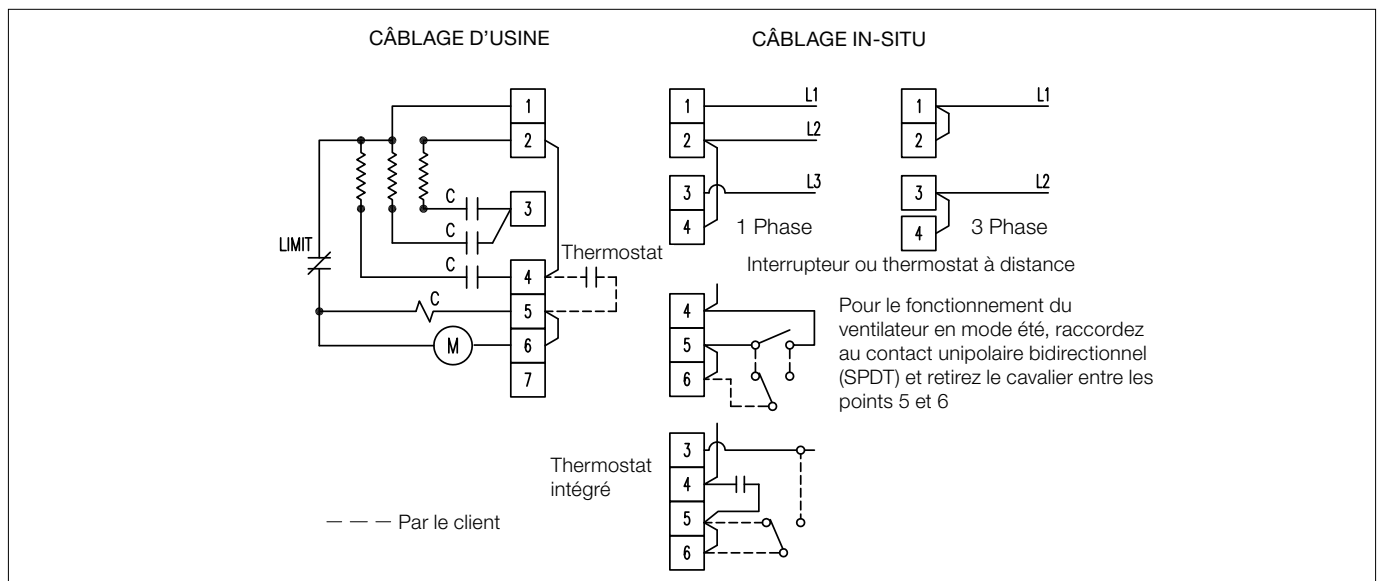 CÂBLAGE D'USINE
1
2
3
4
5
6
7
C
C
C
C
LIMIT
M
Thermostat
CÂBLAGE IN-SITU
1
2
3
4
L1
L2
L3
1 Phase
1
2
3
4
L1
L2
3 Phase
Interrupteur ou thermostat à distance
4
5
6
Pour le fonctionnement du
ventilateur en mode été, raccordez
au contact unipolaire bidirectionnel
(SPDT) et retirez le cavalier entre les
points 5 et 6
Thermostat
intégré
3
4
5
6
Par le client